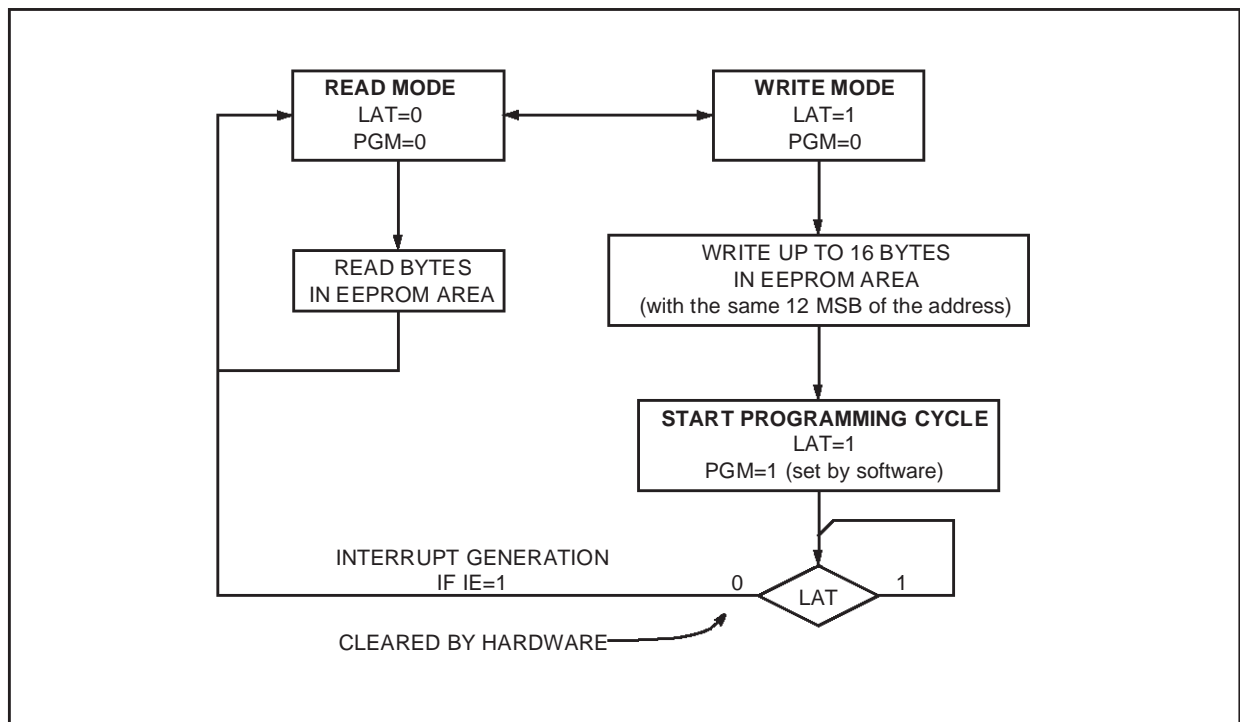 READ MODE
LAT=0
PGM=0
WRITE MODE
LAT=1
PGM=0
READ BYTES
IN EEPROM AREA
WRITE UP TO 16 BYTES
IN EEPROM AREA
(with the same 12 MSB of the address)
START PROGRAMMING CYCLE
LAT=1
PGM=1 (set by software)
INTERRUPT GENERATION
IF IE=1
0
LAT
1
CLEARED BY HARDWARE